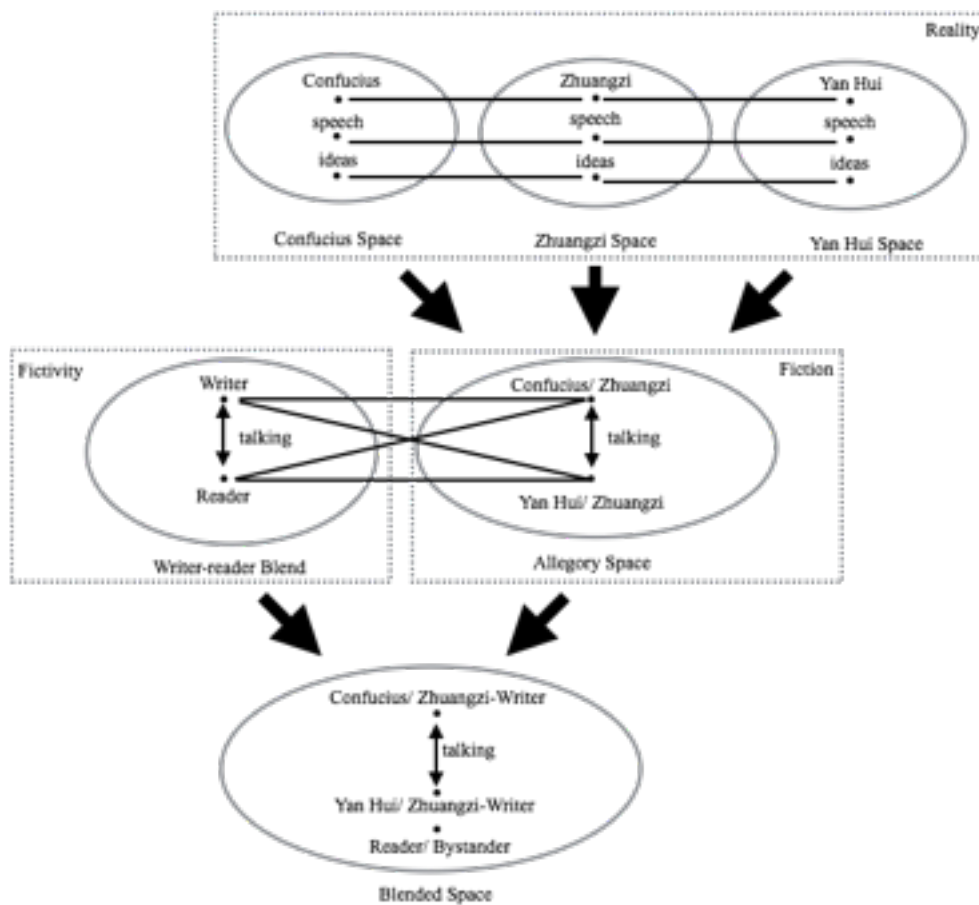 Reality
Confucius Zhuangzi Yan Hui
speech speech speech
ideas ideas ideas
Confucius Space Zhuangzi Space Yan Hui Space
Fictivity Fiction
Writer Confucius/ Zhuangzi
talking talking
Reader Yan Hui/ Zhuangzi
Writer-reader Blend Allegory Space
Confucius/ Zhuangzi-Writer
talking
Yan Hui/ Zhuangzi-Writer
Reader/ Bystander
Blended Space